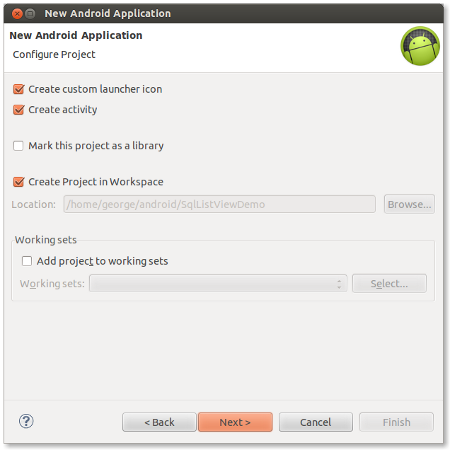 New Android Application
New Android Application
Configure Project
Create custom launcher icon
Create activity
Mark this project as a library
Create Project in Workspace
Location: /home/george/android/SqlListViewDemo Browse...
Working sets
Add project to working sets
Working sets: Select...
? < Back Next > Cancel Finish